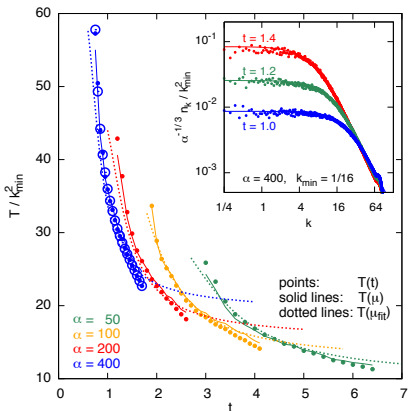 60
50
40
30
20
10
0 1 2 3 4 5 6 7
T / k²min
t
α = 50
α = 100
α = 200
α = 400
points: T(t)
solid lines: T(μ)
dotted lines: T(μfit)
10⁻¹
10⁻²
10⁻³
1/4 1 4 16 64
α⁻¹/³ nk / k²min
k
t = 1.4
t = 1.2
t = 1.0
α = 400, kmin = 1/16